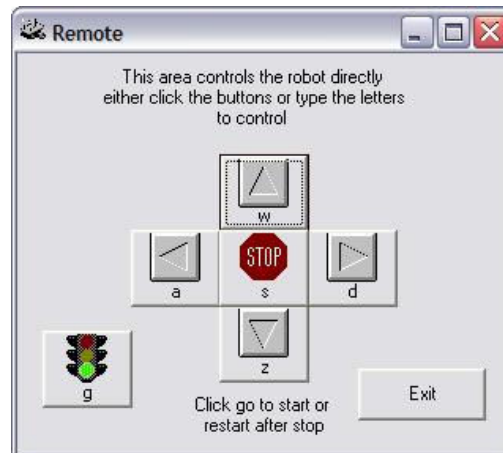 Remote
This area controls the robot directly
either click the buttons or type the letters
to control
w
a
STOP
s
d
z
g
Click go to start or
restart after stop
Exit